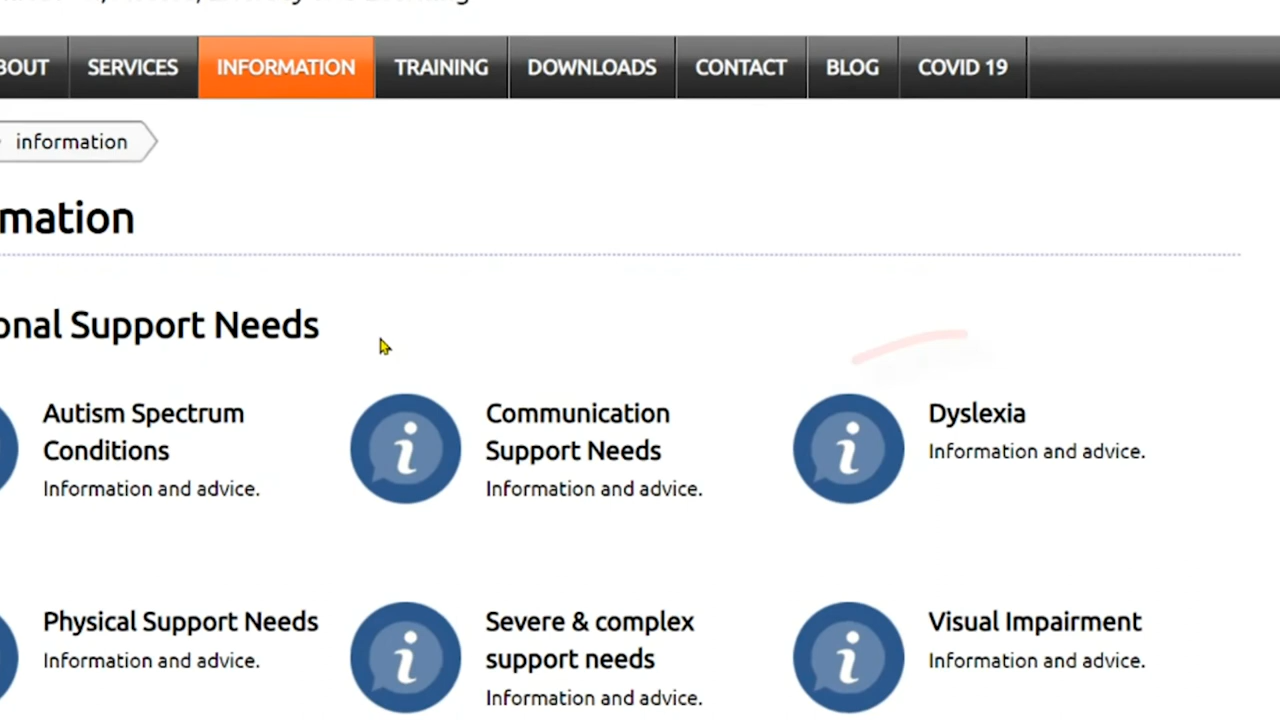 BOUT SERVICES INFORMATION TRAINING DOWNLOADS CONTACT BLOG COVID 19
information
mation
onal Support Needs
Autism Spectrum
Conditions
Information and advice.
Communication
Support Needs
Information and advice.
Dyslexia
Information and advice.
Physical Support Needs
Information and advice.
Severe & complex
support needs
Information and advice.
Visual Impairment
Information and advice.